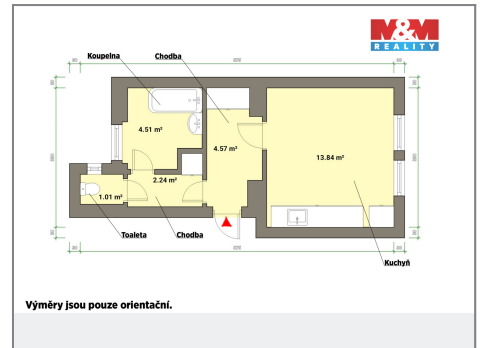 M&M
REALITY
Koupelna
Chodba
4.51 m²
4.57 m²
13.84 m²
2.24 m²
1.01 m²
Toaleta
Chodba
Kuchyň
Výměry jsou pouze orientační.